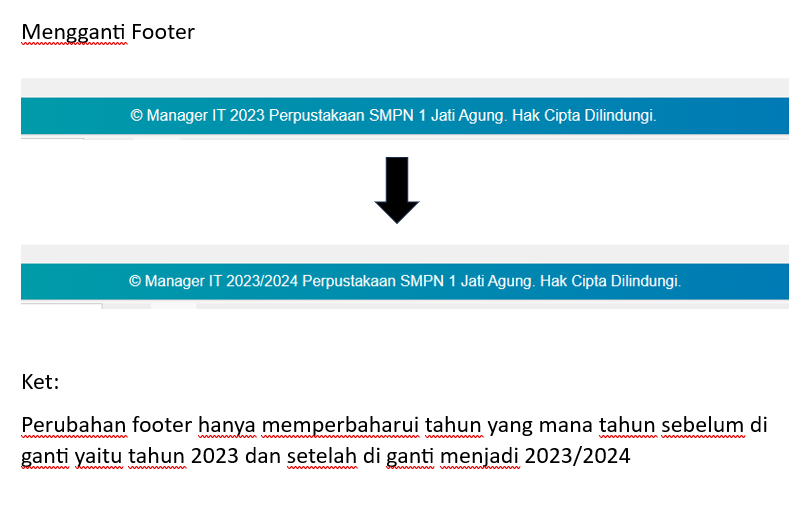 Mengganti Footer
© Manager IT 2023 Perpustakaan SMPN 1 Jati Agung. Hak Cipta Dilindungi.
© Manager IT 2023/2024 Perpustakaan SMPN 1 Jati Agung. Hak Cipta Dilindungi.
Ket:
Perubahan footer hanya memperbaharui tahun yang mana tahun sebelum di
ganti yaitu tahun 2023 dan setelah di ganti menjadi 2023/2024